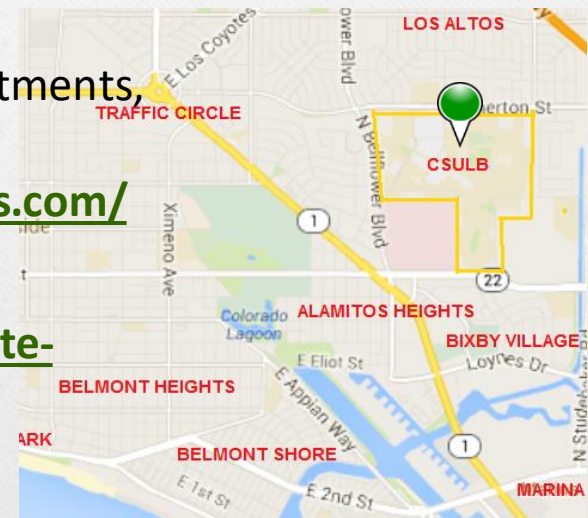 LOS ALTOS
E Los Coyotes
tments,
TRAFFIC CIRCLE
erton St
N Bellflower Blvd
CSULB
s.com/
Ximeno Ave
1
22
Colorado
Lagoon
ALAMITOS HEIGHTS
BIXBY VILLAGE
te-
E Eliot St
Loynes Dr
BELMONT HEIGHTS
E Appian Way
ARK
BELMONT SHORE
1
E 1st St
E 2nd St
MARINA